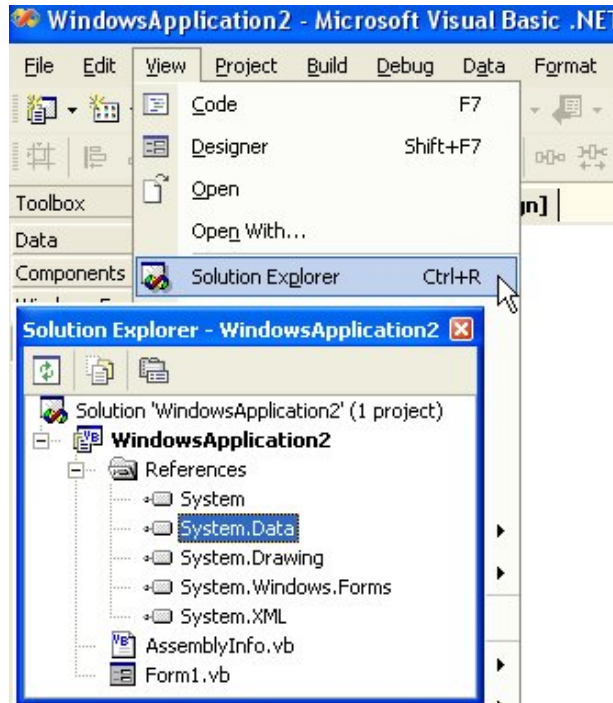 WindowsApplication2 - Microsoft Visual Basic .NET
File Edit View Project Build Debug Data Format
Code F7
Designer Shift+F7
Open
Toolbox
gn]
Open With...
Data
Components
Solution Explorer Ctrl+R
Solution Explorer - WindowsApplication2
Solution 'WindowsApplication2' (1 project)
WindowsApplication2
References
System
System.Data
System.Drawing
System.Windows.Forms
System.XML
AssemblyInfo.vb
Form1.vb